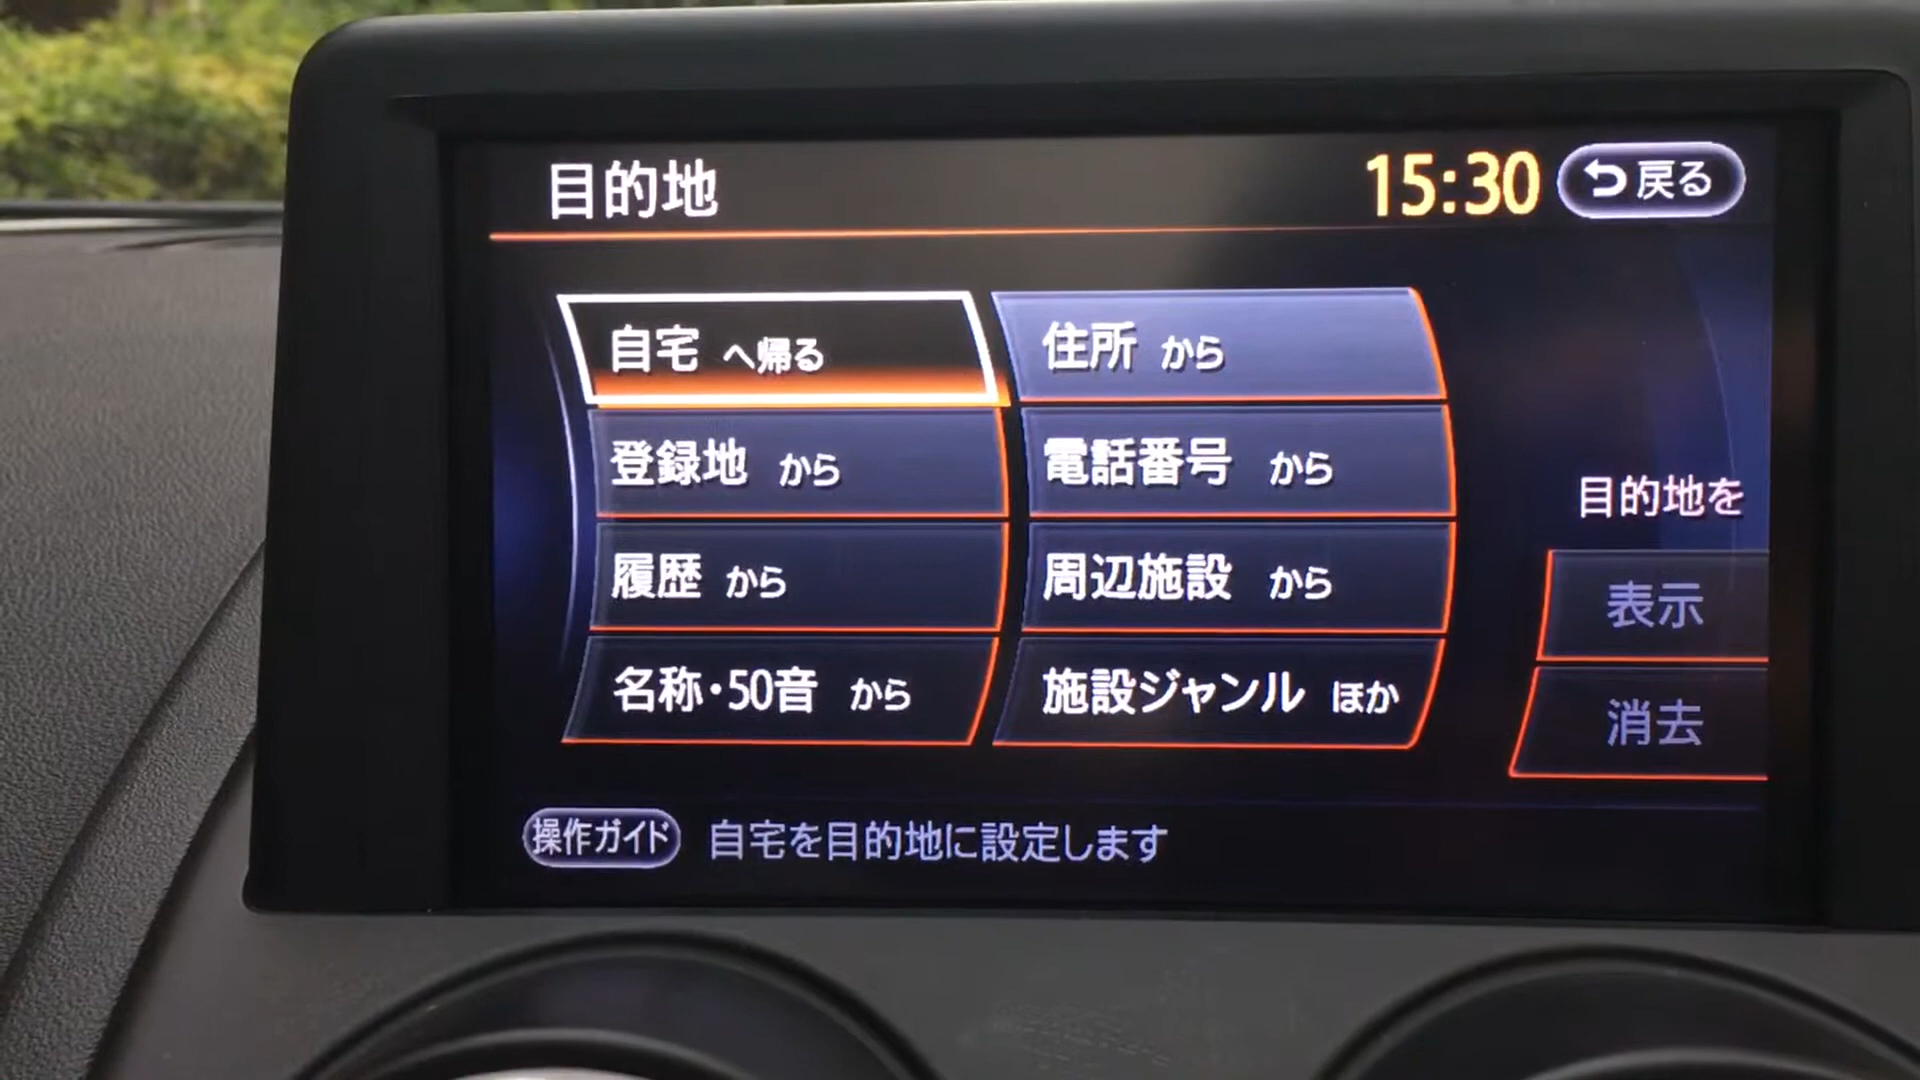 目的地
15:30
戻る
自宅 へ帰る
住所 から
登録地 から
電話番号 から
履歴 から
周辺施設 から
名称・50音 から
施設ジャンル ほか
目的地を
表示
消去
操作ガイド 自宅を目的地に設定します